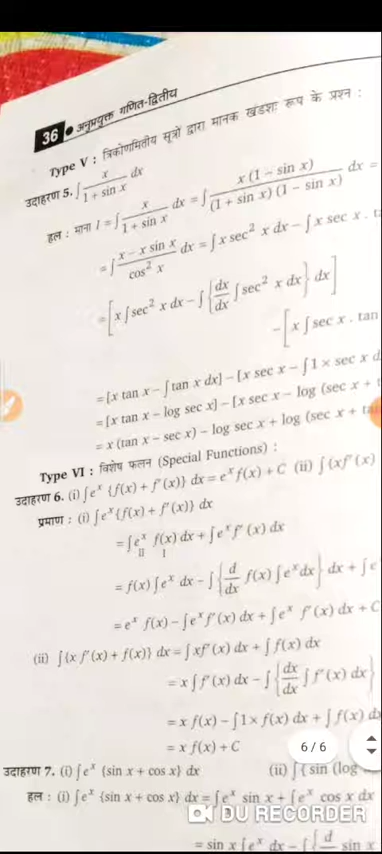 36 ● अनुप्रयुक्त गणित-द्वितीय
Type V : त्रिकोणमितीय सूत्रों द्वारा मानक खंडशः रूप के प्रश्न :
उदाहरण 5. ∫ x/(1 + sin x) dx
हल : माना I = ∫ x/(1 + sin x) dx = ∫ x (1 − sin x)/((1 + sin x) (1 − sin x)) dx =
= ∫ (x − x sin x)/(cos² x) dx = ∫ x sec² x dx − ∫ x sec x .
= [x ∫ sec² x dx − ∫ {dx/dx ∫ sec² x dx} dx]
− [x ∫ sec x . tan
= [x tan x − ∫ tan x dx] − [x sec x − ∫ 1 × sec x d
= [x tan x − log sec x] − [x sec x − log (sec x + t
= x (tan x − sec x) − log sec x + log (sec x + ta
Type VI : विशेष फलन (Special Functions) :
उदाहरण 6. (i) ∫ eˣ {f(x) + f′(x)} dx = eˣ f(x) + C (ii) ∫ {xf′(x)
प्रमाण : (i) ∫ eˣ {f(x) + f′(x)} dx
= ∫ eˣ f(x) dx + ∫ eˣ f′(x) dx
II I
= f(x) ∫ eˣ dx − ∫ {d/dx f(x) ∫ eˣ dx} dx + ∫ e
= eˣ f(x) − ∫ eˣ f′(x) dx + ∫ eˣ f′(x) dx + C
(ii) ∫ {x f′(x) + f(x)} dx = ∫ xf′(x) dx + ∫ f(x) dx
= x ∫ f′(x) dx − ∫ {dx/dx ∫ f′(x) dx}
= x f(x) − ∫ 1 × f(x) dx + ∫ f(x) dx
= x f(x) + C
6 / 6
उदाहरण 7. (i) ∫ eˣ {sin x + cos x} dx (ii) ∫ { sin (log
हल : (i) ∫ eˣ {sin x + cos x} dx = ∫ eˣ sin x + ∫ eˣ cos x dx
DU RECORDER
= sin x ∫ eˣ dx − ∫ { d/dx sin x